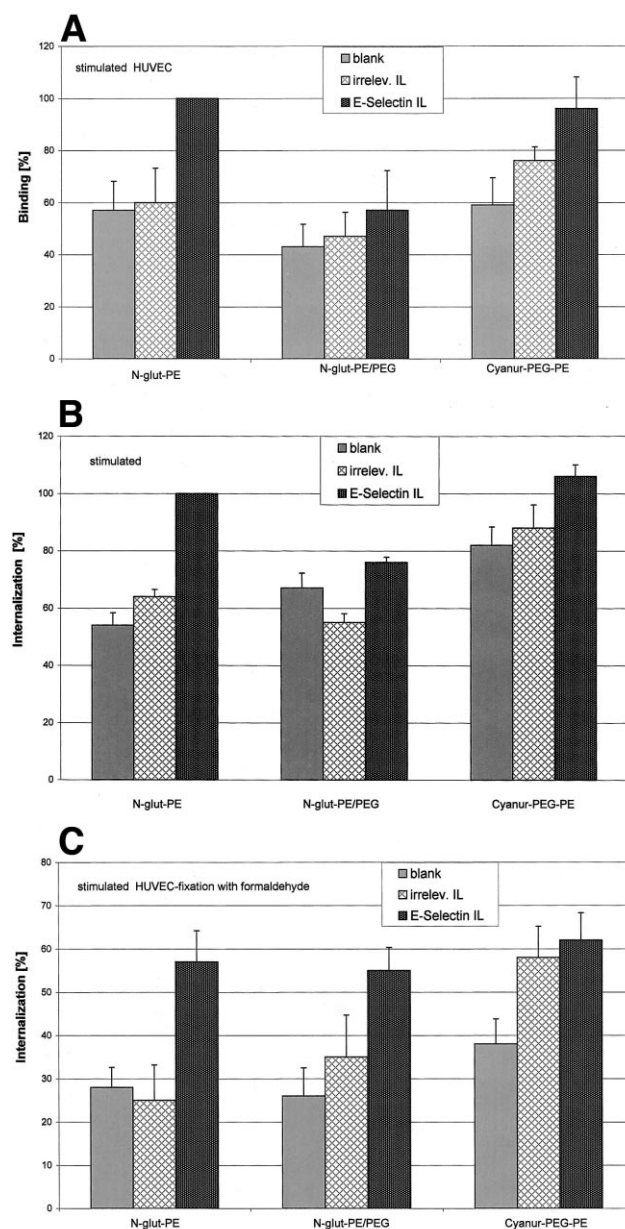 A
120
100
80
60
40
20
0
Binding [%]
stimulated HUVEC
blank
irrelev. IL
E-Selectin IL
N-glut-PE
N-glut-PE/PEG
Cyanur-PEG-PE
B
120
100
80
60
40
20
0
Internalization [%]
stimulated
blank
irrelev. IL
E-Selectin IL
N-glut-PE
N-glut-PE/PEG
Cyanur-PEG-PE
C
80
70
60
50
40
30
20
10
0
Internalization [%]
stimulated HUVEC-fixation with formaldehyde
blank
irrelev. IL
E-Selectin IL
N-glut-PE
N-glut-PE/PEG
Cyanur-PEG-PE